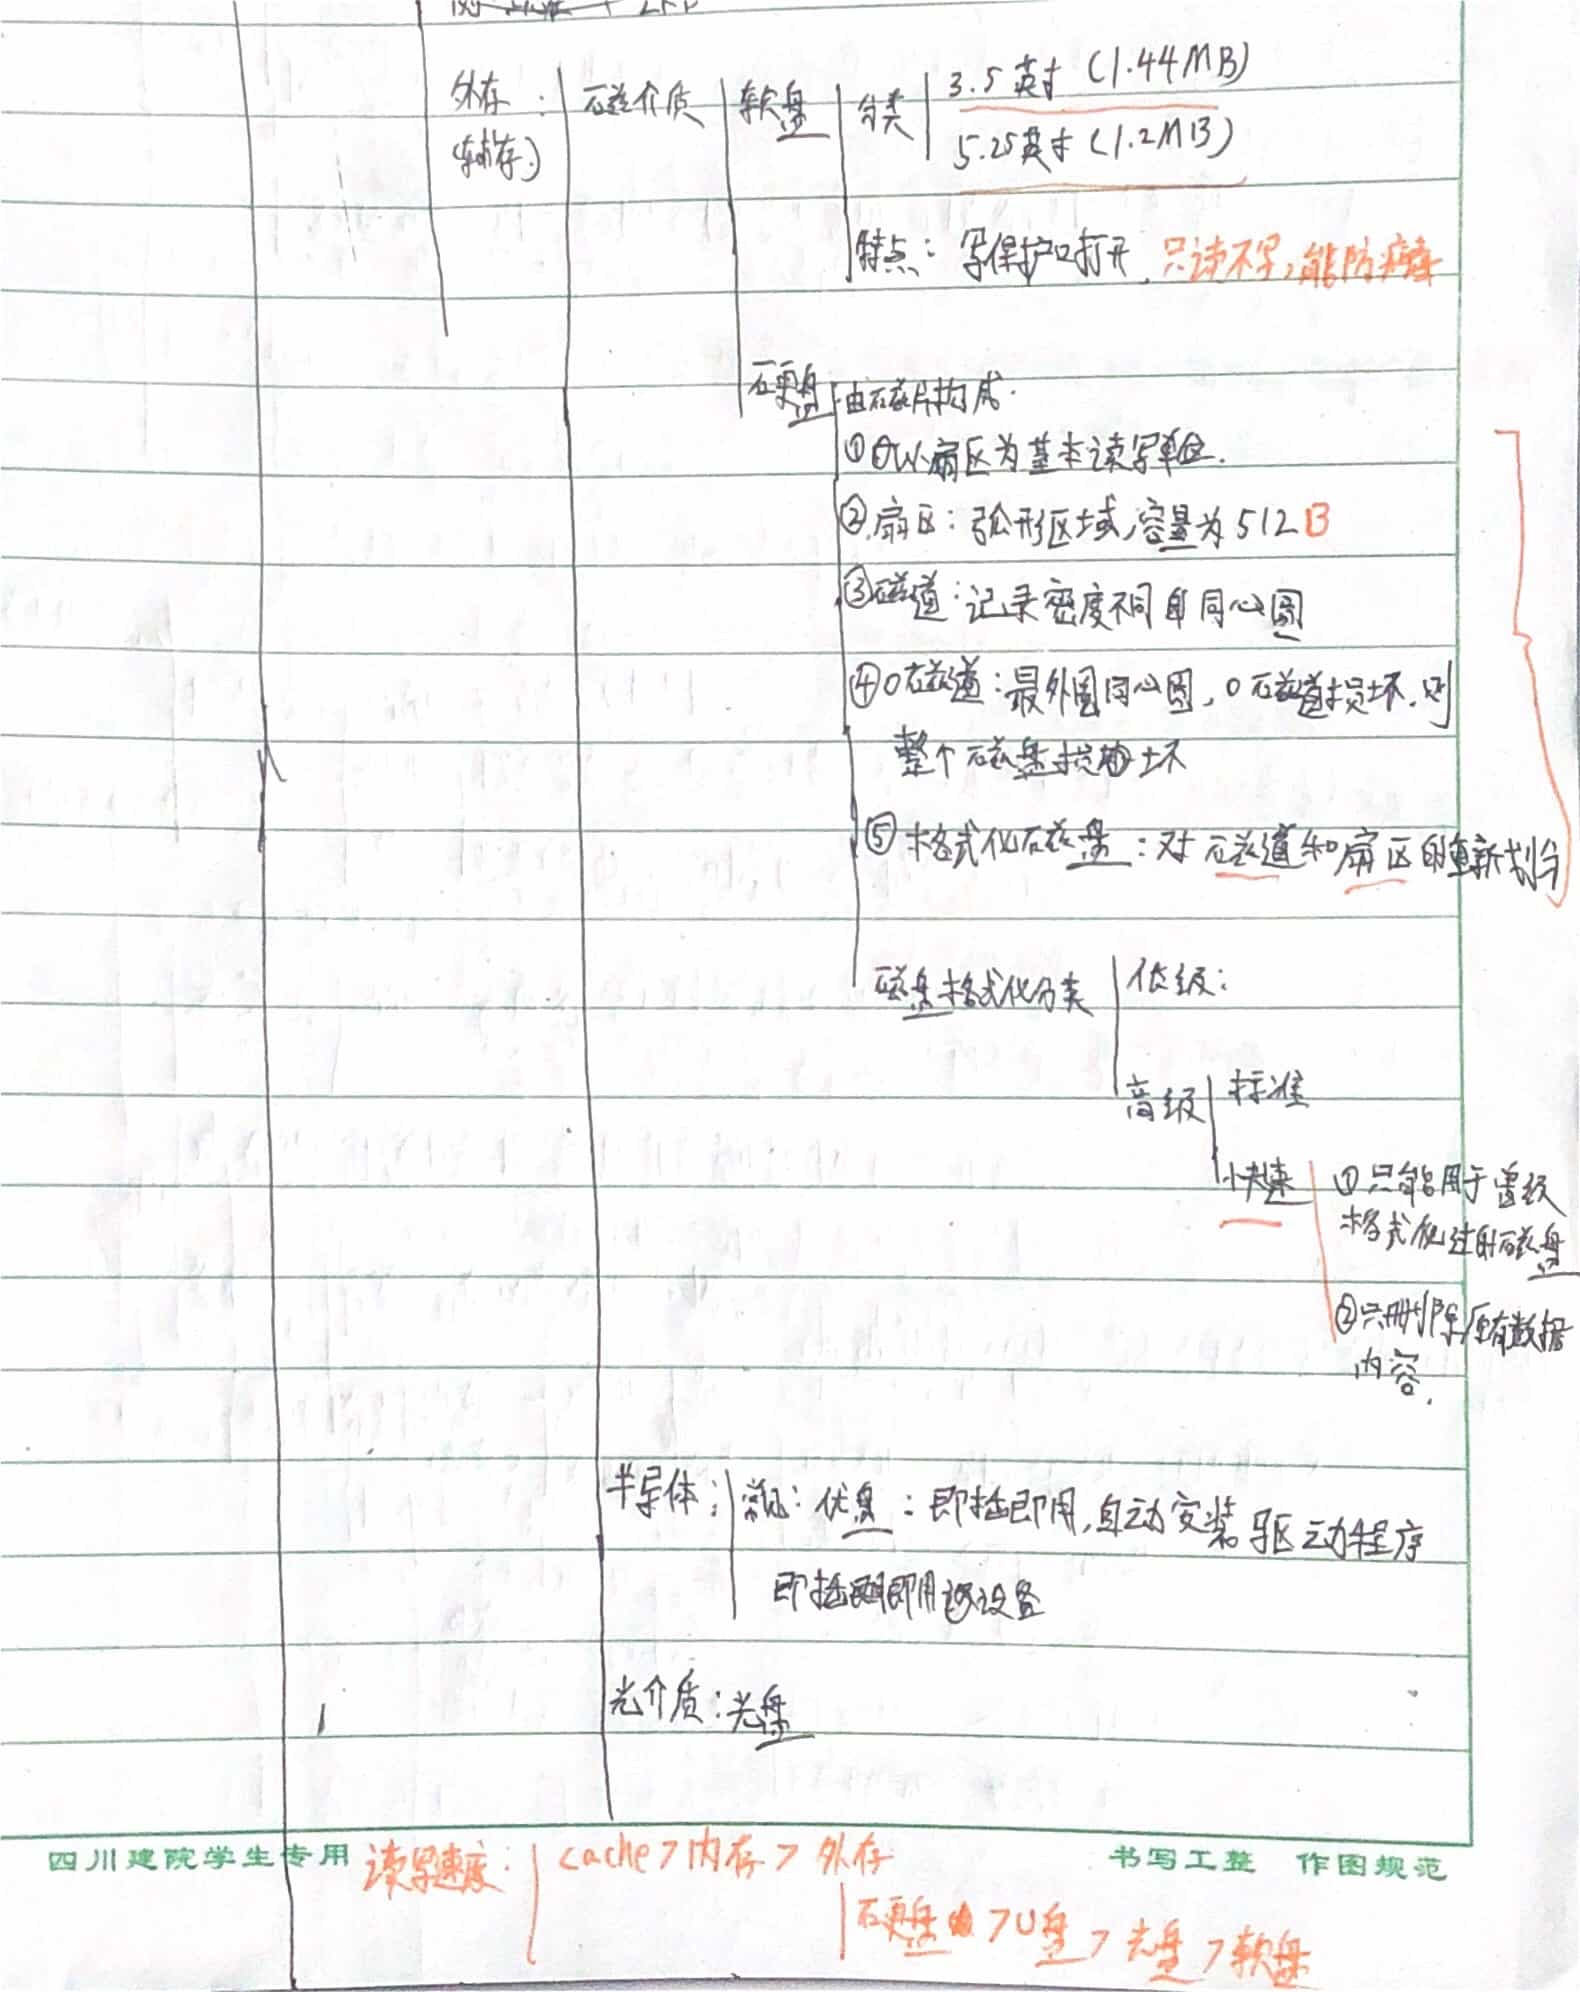 外存: 磁介质 软盘 分类 3.5英寸 (1.44MB)
(辅存) 5.25英寸 (1.2MB)
特点: 写保护口打开, 只读不写, 能防病毒
硬盘 由磁片构成.
① 以扇区为基本读写单位.
② 扇区: 弧形区域, 容量为512B
③ 磁道: 记录密度不同的同心圆
④ 0磁道: 最外圈同心圆, 0磁道损坏, 则
整个磁盘损坏
⑤ 格式化磁盘: 对磁道和扇区的重新划分
磁盘格式化分类 低级:
高级 标准
快速 ① 只能用于曾经
格式化过的磁盘
② 只删除原有数据
内容.
半导体: 常见: 优盘: 即插即用, 自动安装驱动程序
即插即用设备
光介质: 光盘
四川建院学生专用 书写工整 作图规范
读写速度: cache > 内存 > 外存
硬盘 > U盘 > 光盘 > 软盘